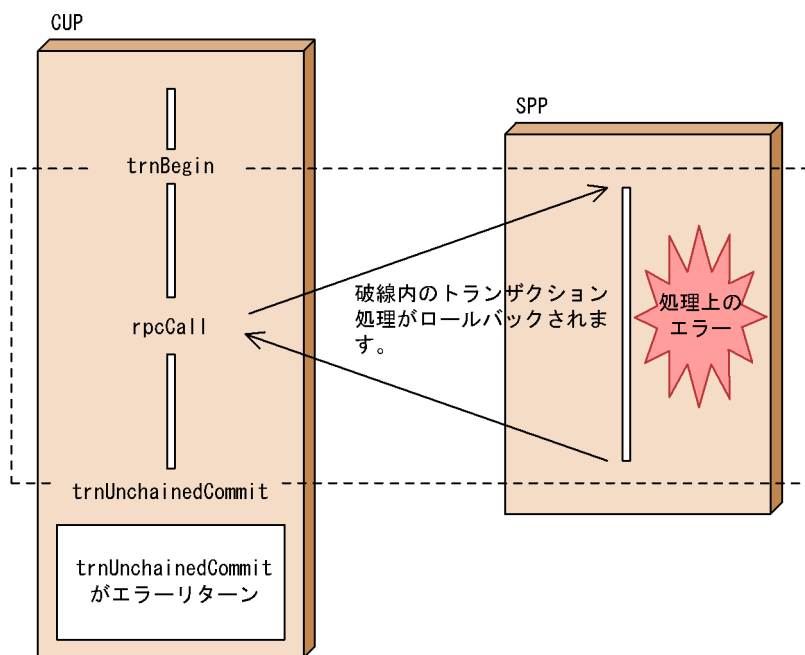 CUP
SPP
trnBegin
破線内のトランザクション
処理がロールバックされま
す。
処理上の
エラー
rpcCall
trnUnchainedCommit
trnUnchainedCommit
がエラーリターン